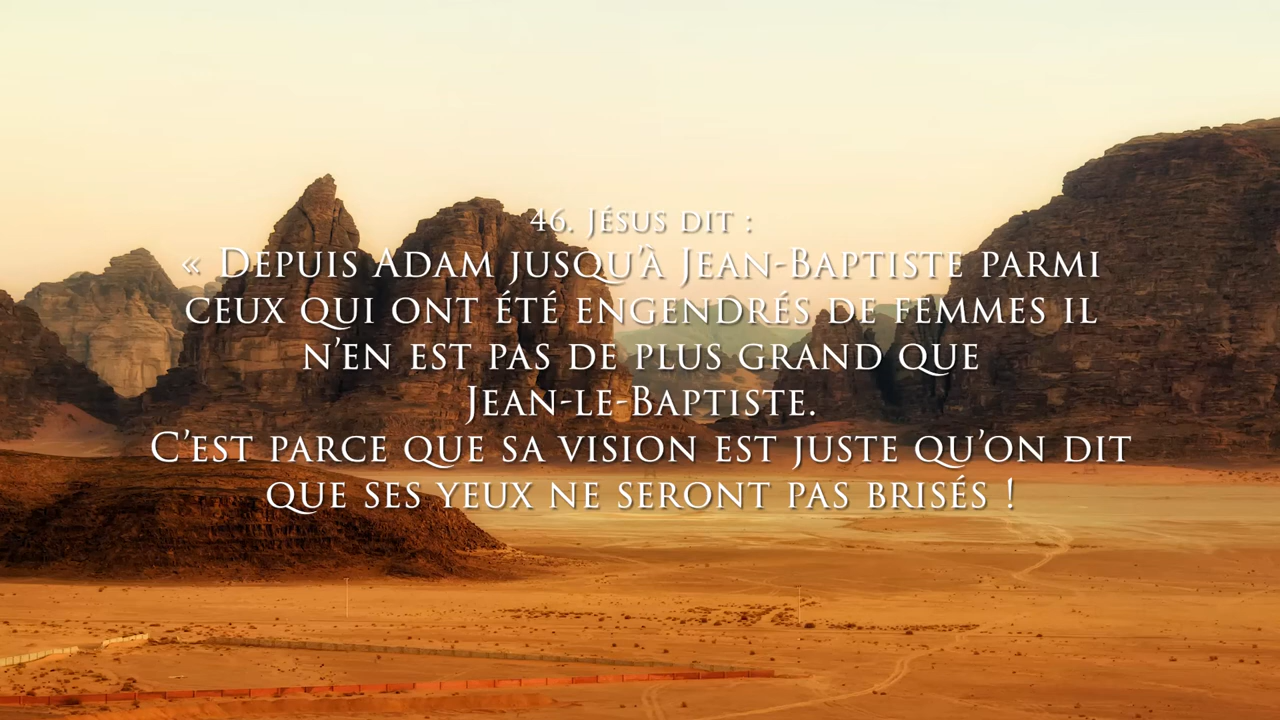 46. Jésus dit :
« Depuis Adam jusqu’à Jean-Baptiste parmi
ceux qui ont été engendrés de femmes il
n’en est pas de plus grand que
Jean-le-Baptiste.
C’est parce que sa vision est juste qu’on dit
que ses yeux ne seront pas brisés !